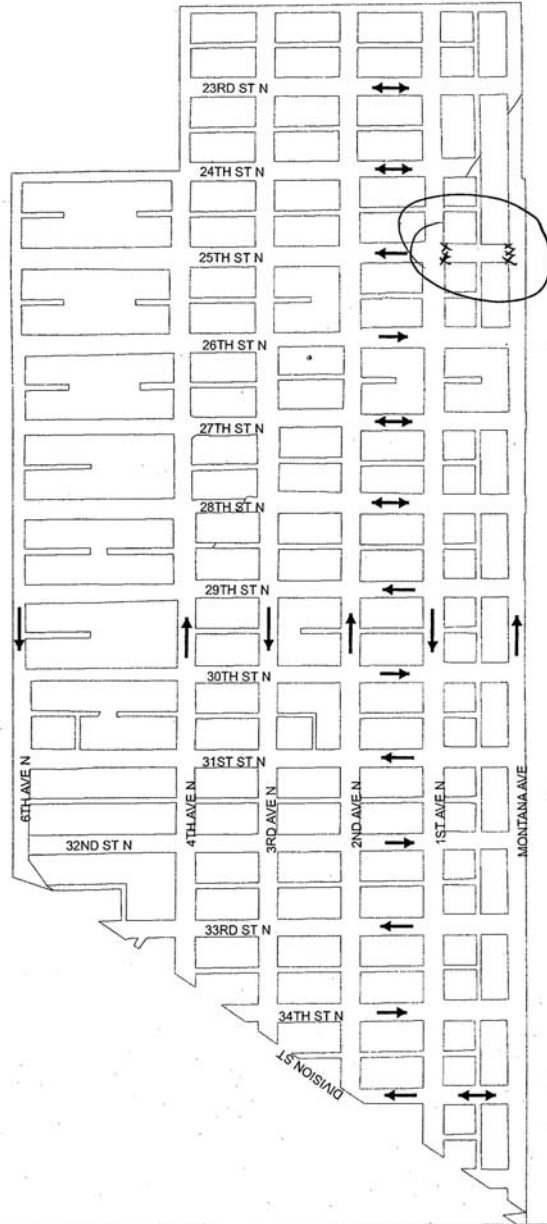 23RD ST N
24TH ST N
25TH ST N
26TH ST N
27TH ST N
28TH ST N
29TH ST N
30TH ST N
31ST ST N
6TH AVE N
4TH AVE N
3RD AVE N
2ND AVE N
1ST AVE N
MONTANA AVE
32ND ST N
33RD ST N
34TH ST N
DIVISION ST